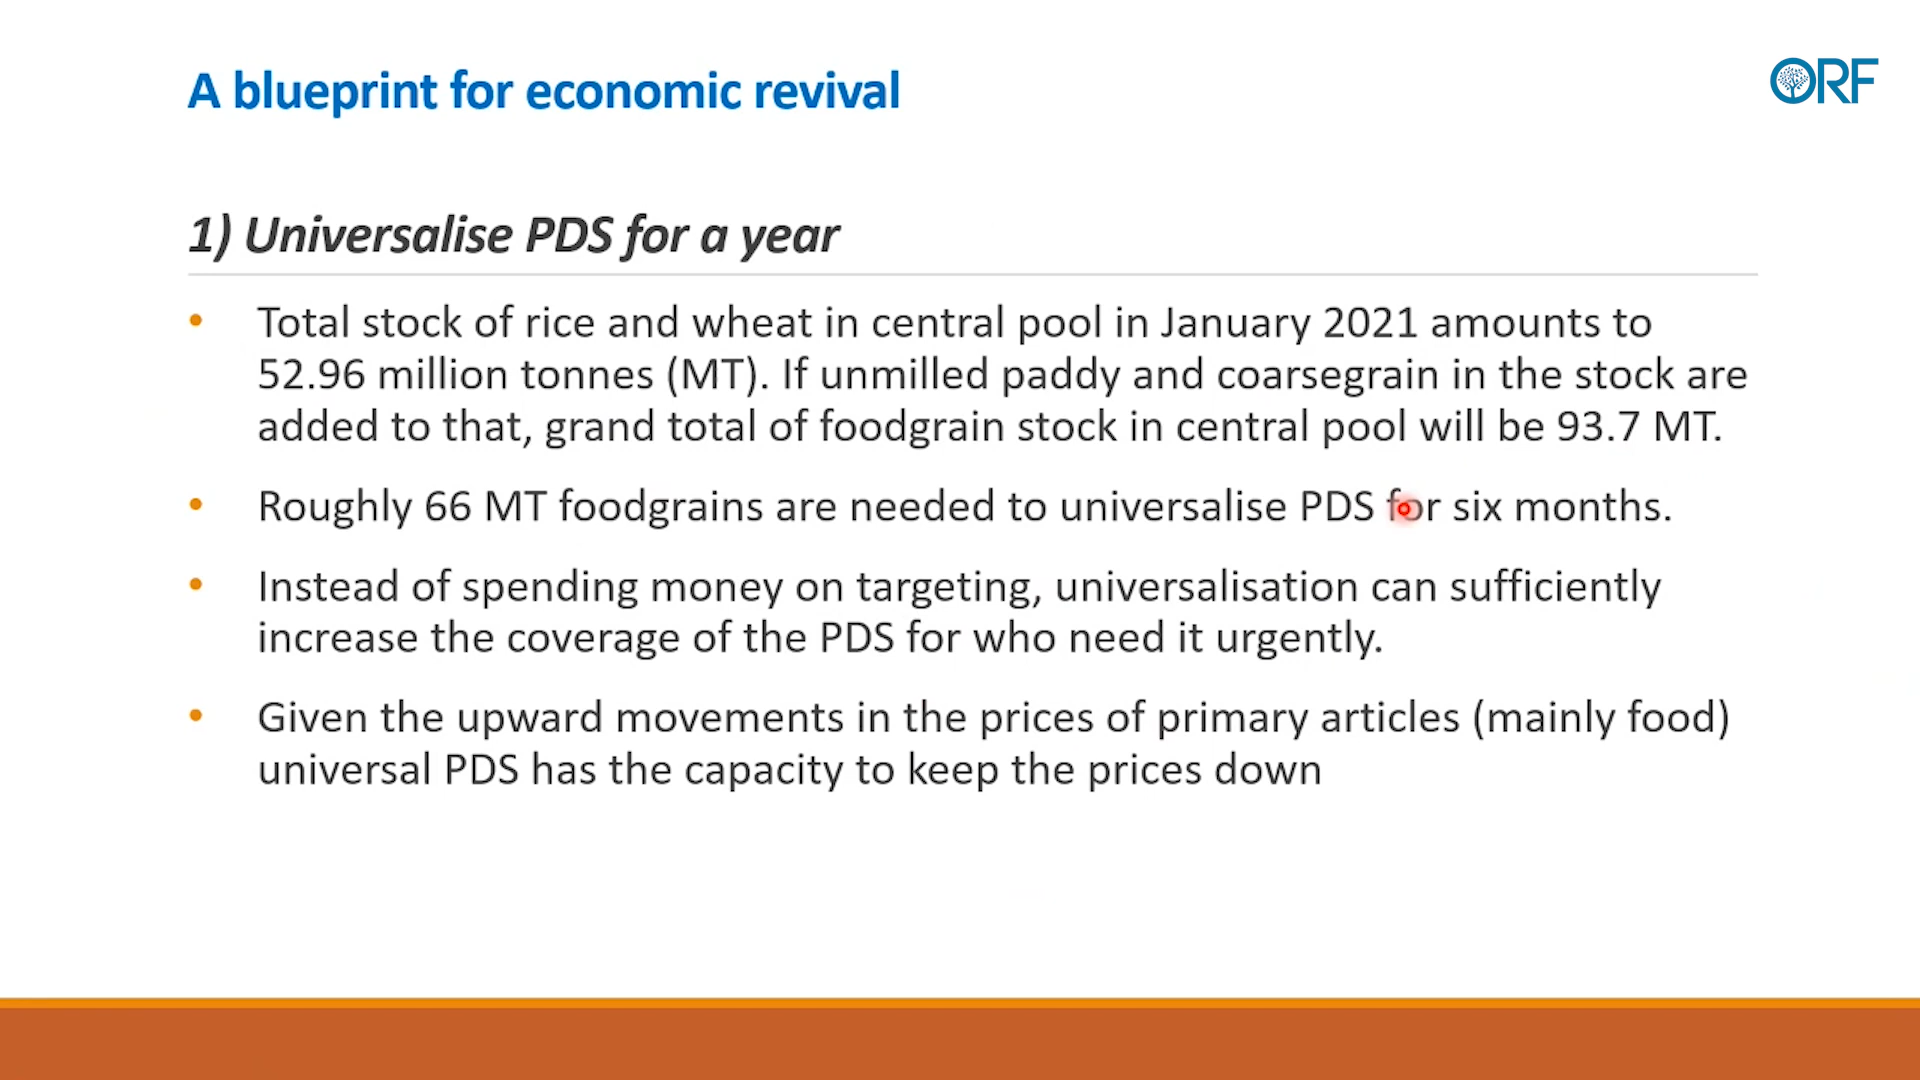 A blueprint for economic revival
ORF
1) Universalise PDS for a year
• Total stock of rice and wheat in central pool in January 2021 amounts to
52.96 million tonnes (MT). If unmilled paddy and coarsegrain in the stock are
added to that, grand total of foodgrain stock in central pool will be 93.7 MT.
• Roughly 66 MT foodgrains are needed to universalise PDS for six months.
• Instead of spending money on targeting, universalisation can sufficiently
increase the coverage of the PDS for who need it urgently.
• Given the upward movements in the prices of primary articles (mainly food)
universal PDS has the capacity to keep the prices down